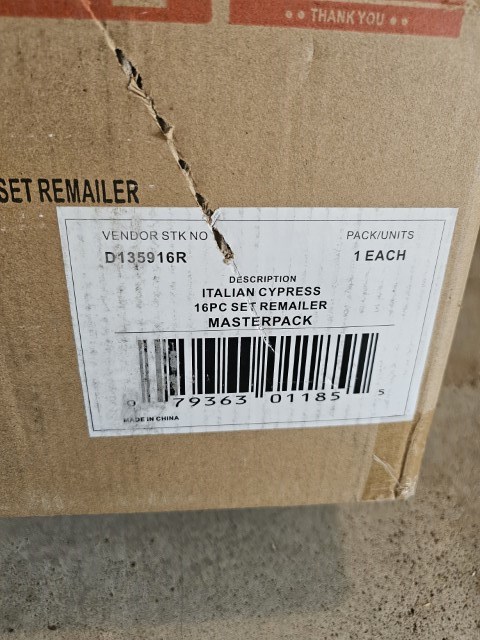 THANK YOU
SET REMAILER
VENDOR STK NO PACK/UNITS
D135916R 1 EACH
DESCRIPTION
ITALIAN CYPRESS
16PC SET REMAILER
MASTERPACK
0 79363 01185 5
MADE IN CHINA